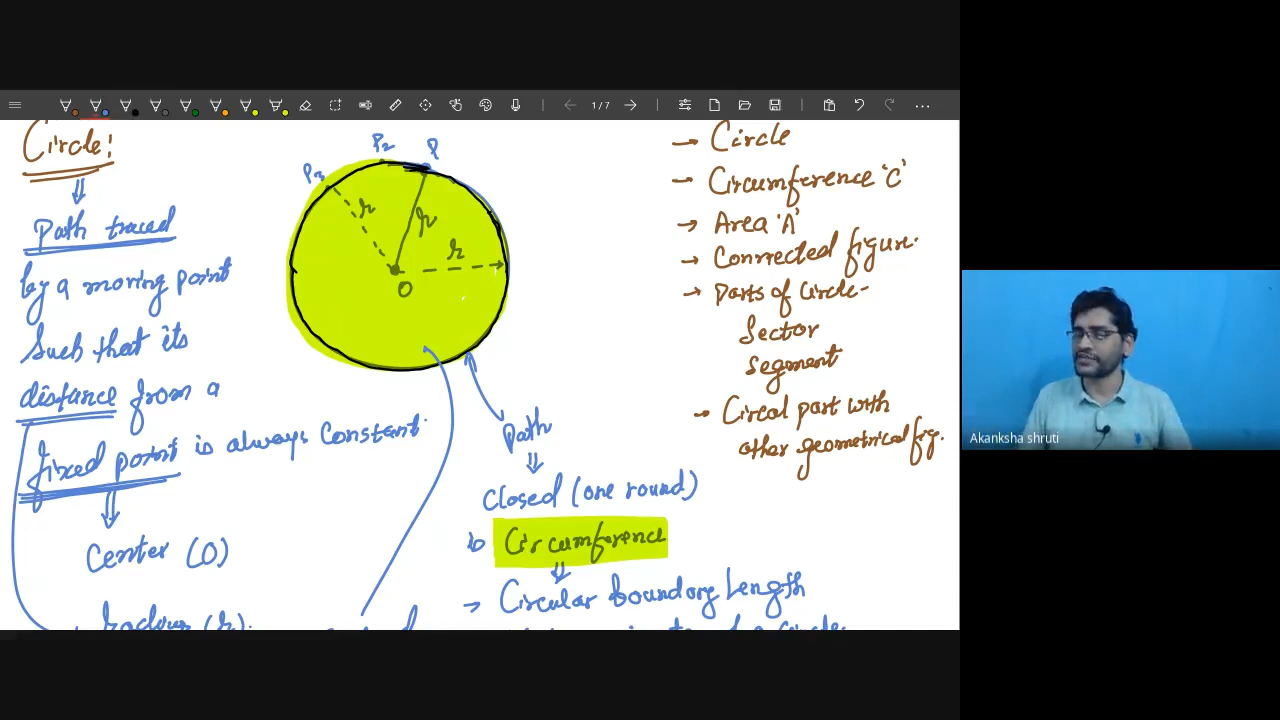 1/7
Circle!
Path traced
by a moving point
such that its
distance from a
fixed point is always constant.
Center (O)
P2
P
P3
r
r
r
O
Path
Closed (one round)
Circumference
→ Circular boundary length
→ Circle
→ Circumference 'C'
→ Area 'A'
→ Connected figure.
→ Parts of Circle-
Sector
Segment
→ Circal part with
other geometrical fig.
Akanksha shruti